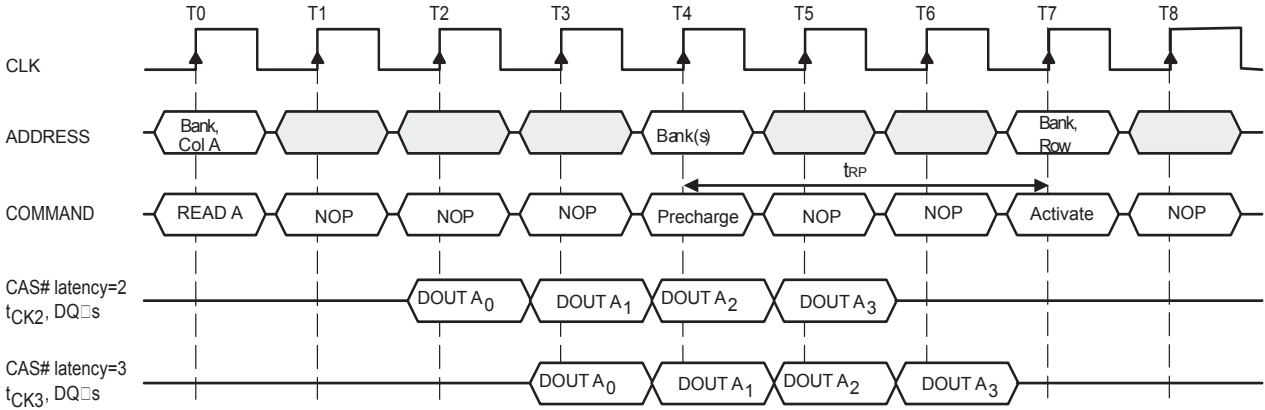 T0 T1 T2 T3 T4 T5 T6 T7 T8
CLK
ADDRESS
Bank,
Col A
Bank(s)
Bank,
Row
tRP
COMMAND READ A NOP NOP NOP Precharge NOP NOP Activate NOP
CAS# latency=2
tCK2, DQ□s
DOUT A0 DOUT A1 DOUT A2 DOUT A3
CAS# latency=3
tCK3, DQ□s
DOUT A0 DOUT A1 DOUT A2 DOUT A3